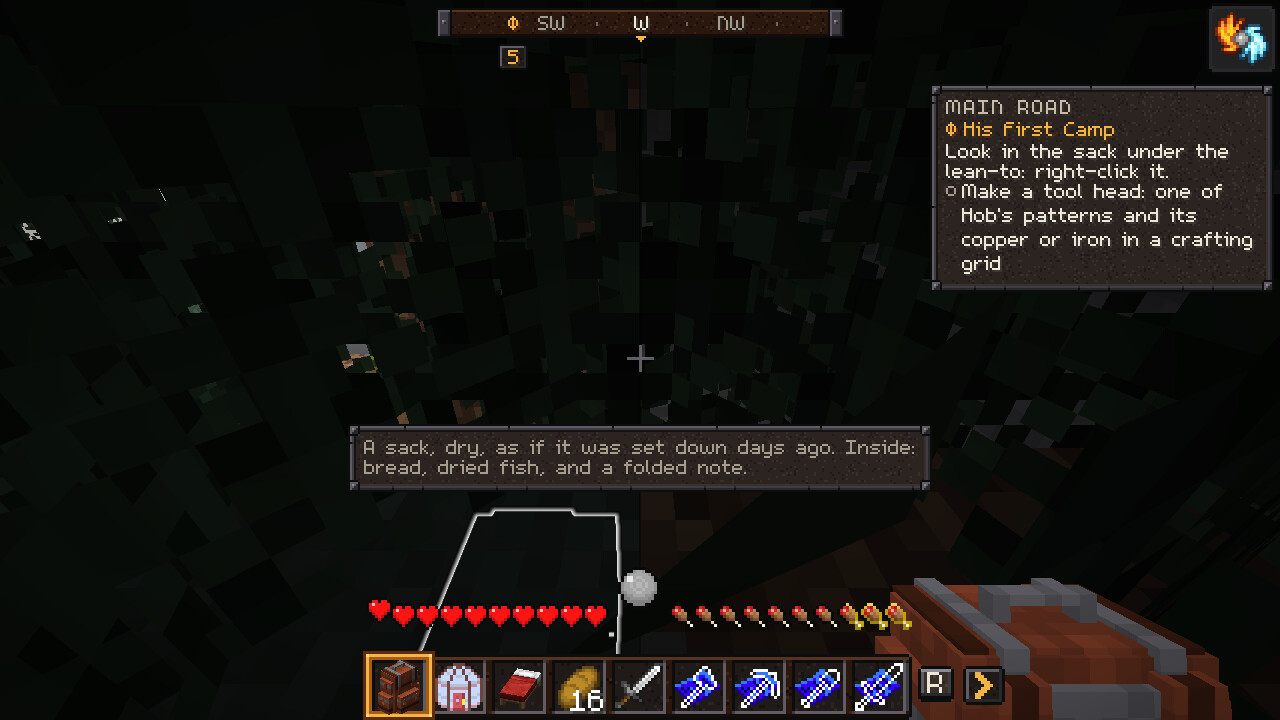 SW · W · NW ·
5
MAIN ROAD
His First Camp
Look in the sack under the
lean-to: right-click it.
Make a tool head: one of
Hob's patterns and its
copper or iron in a crafting
grid
A sack, dry, as if it was set down days ago. Inside:
bread, dried fish, and a folded note.
16
R